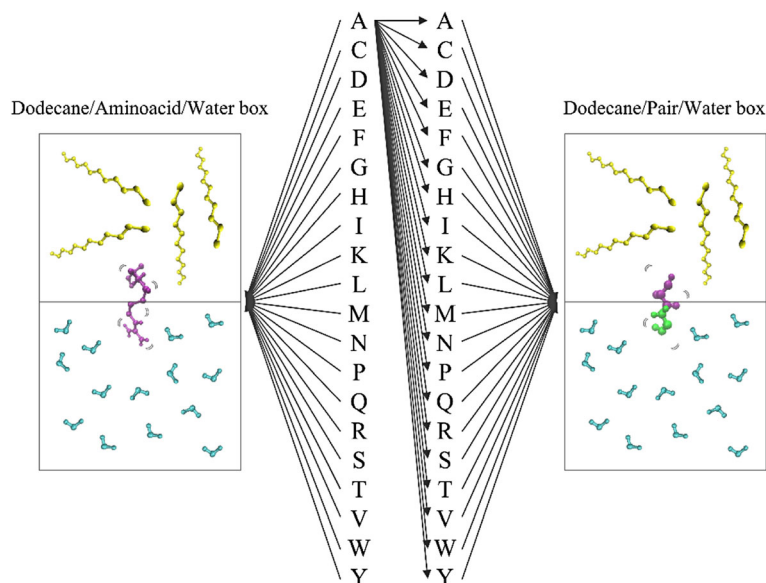 A A
C C
D D
E E
Dodecane/Aminoacid/Water box
Dodecane/Pair/Water box
F F
G G
H H
I I
K K
L L
M M
N N
P P
Q Q
R R
S S
T T
V V
W W
Y Y